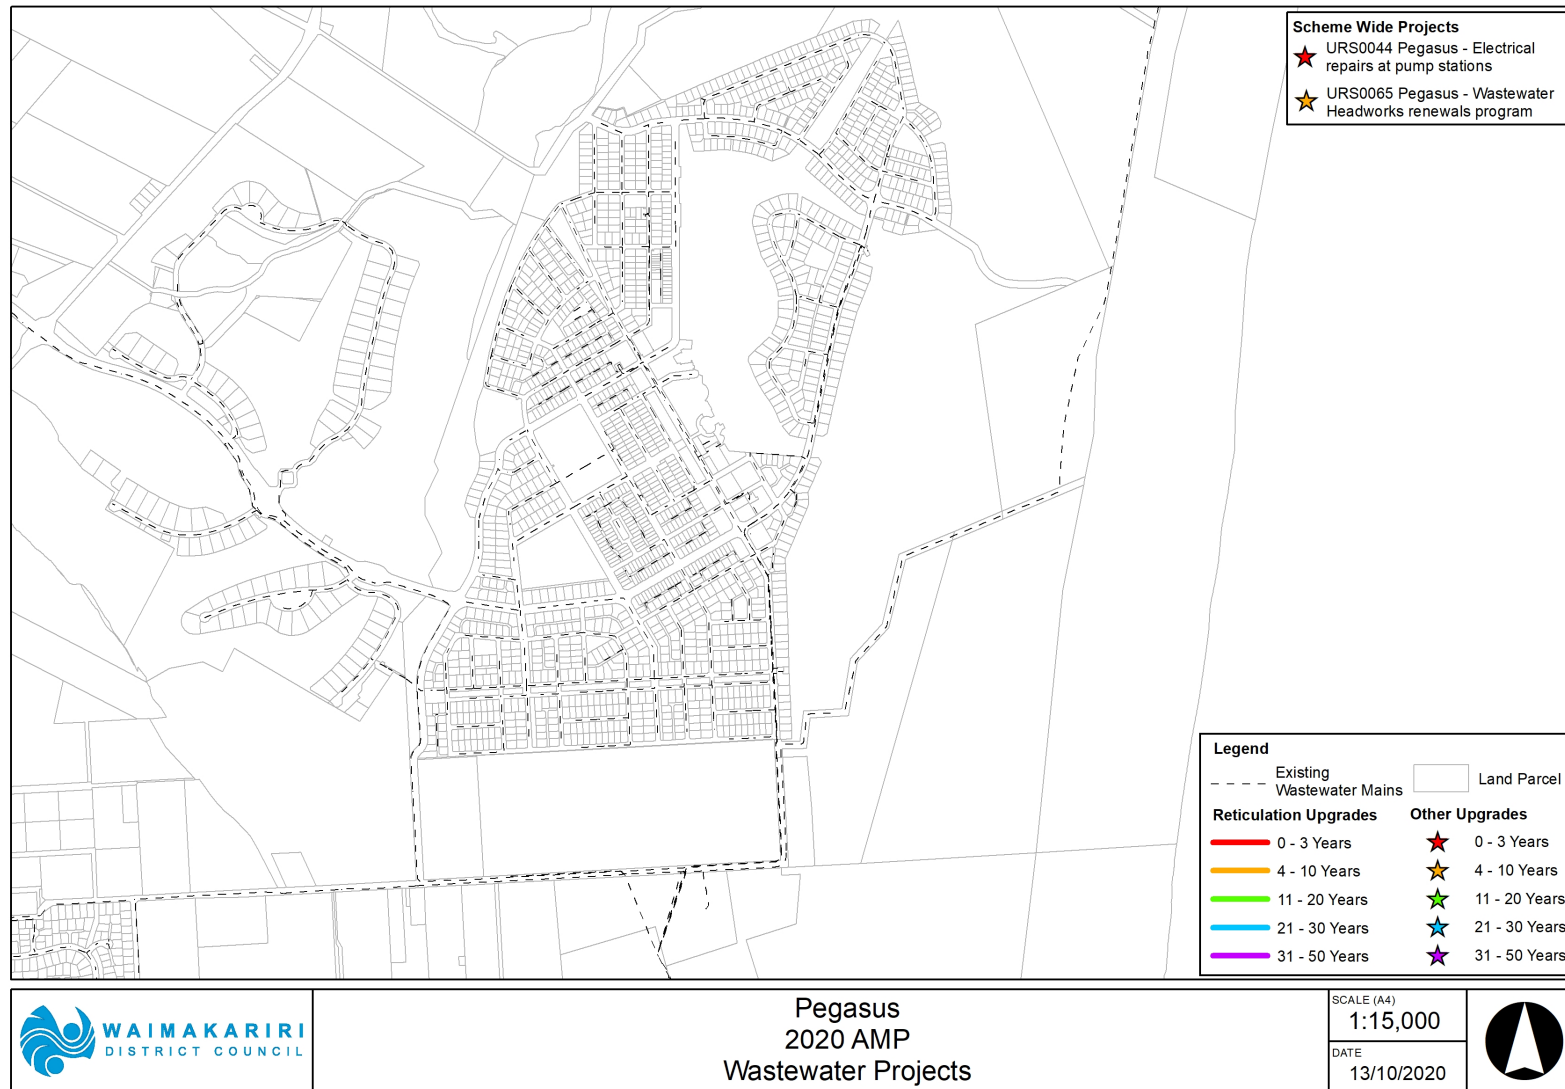 Scheme Wide Projects
URS0044 Pegasus - Electrical
repairs at pump stations
URS0065 Pegasus - Wastewater
Headworks renewals program
Legend
Existing
Wastewater Mains
Land Parcel
Reticulation Upgrades
Other Upgrades
0 - 3 Years
0 - 3 Years
4 - 10 Years
4 - 10 Years
11 - 20 Years
11 - 20 Years
21 - 30 Years
21 - 30 Years
31 - 50 Years
31 - 50 Years
WAIMAKARIRI
DISTRICT COUNCIL
Pegasus
2020 AMP
Wastewater Projects
SCALE (A4)
1:15,000
DATE
13/10/2020